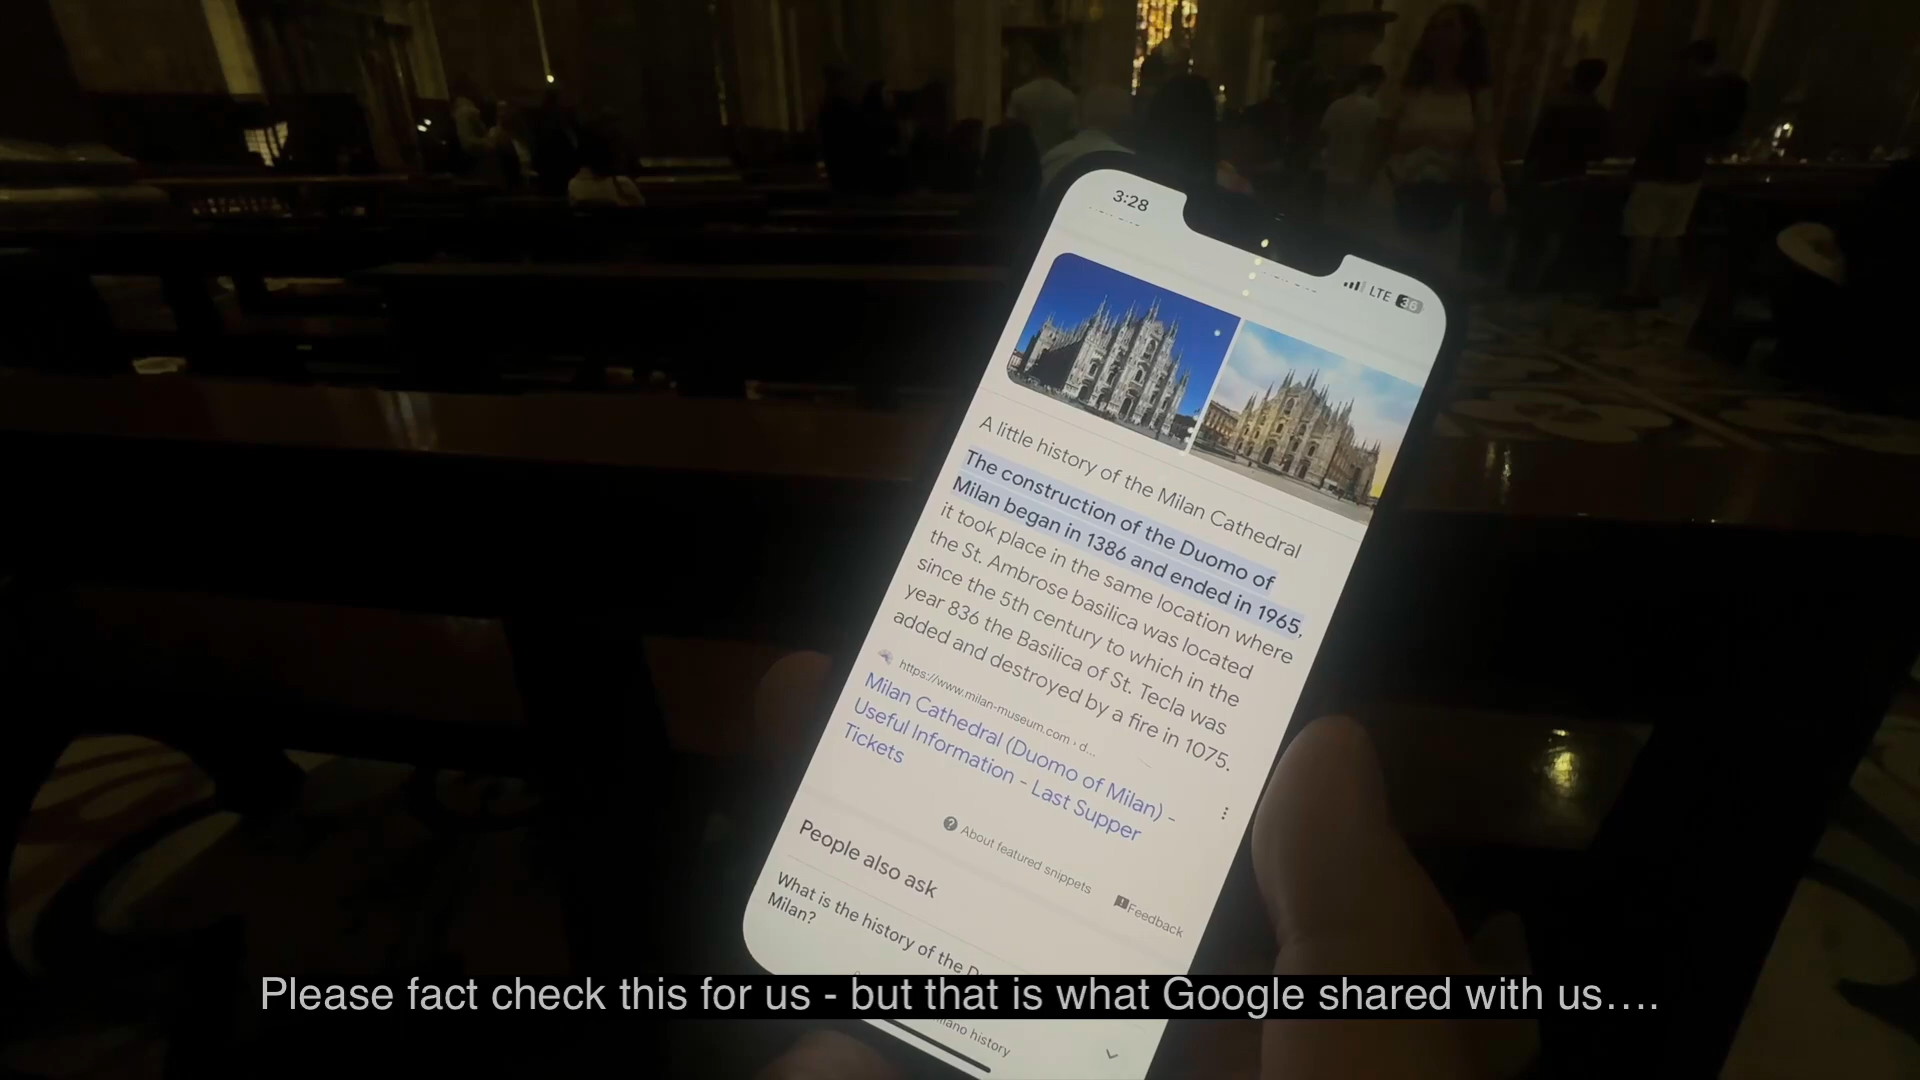 3:28
LTE 36
A little history of the Milan Cathedral
The construction of the Duomo of
Milan began in 1386 and ended in 1965,
it took place in the same location where
the St. Ambrose basilica was located
since the 5th century to which in the
year 836 the Basilica of St. Tecla was
added and destroyed by a fire in 1075.
https://www.milan-museum.com › d...
Milan Cathedral (Duomo of Milan) -
Useful Information - Last Supper
Tickets
About featured snippets
Feedback
People also ask
What is the history of the D
Milan?
Please fact check this for us - but that is what Google shared with us....
history